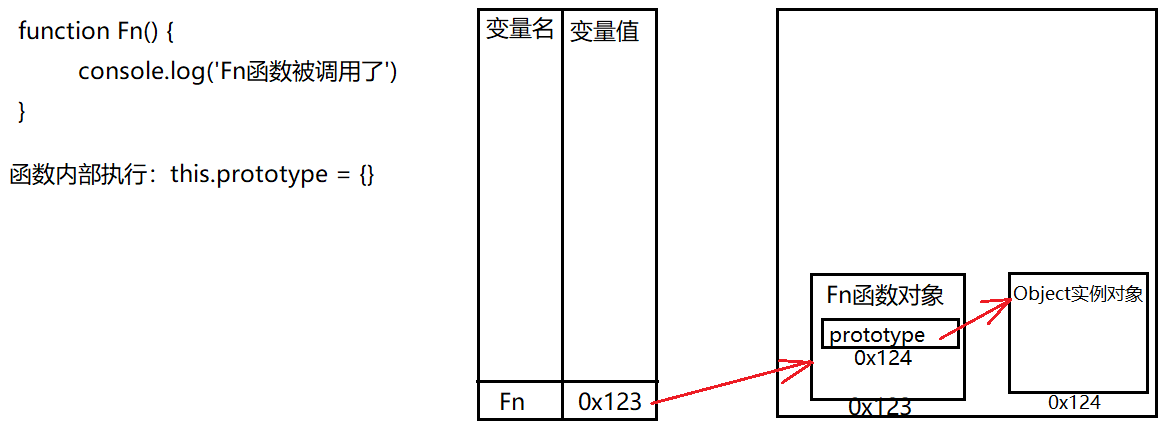 function Fn() {
console.log('Fn函数被调用了')
}
函数内部执行：this.prototype = {}
变量名 变量值
Fn 0x123
Fn函数对象
prototype
0x124
0x123
Object实例对象
0x124